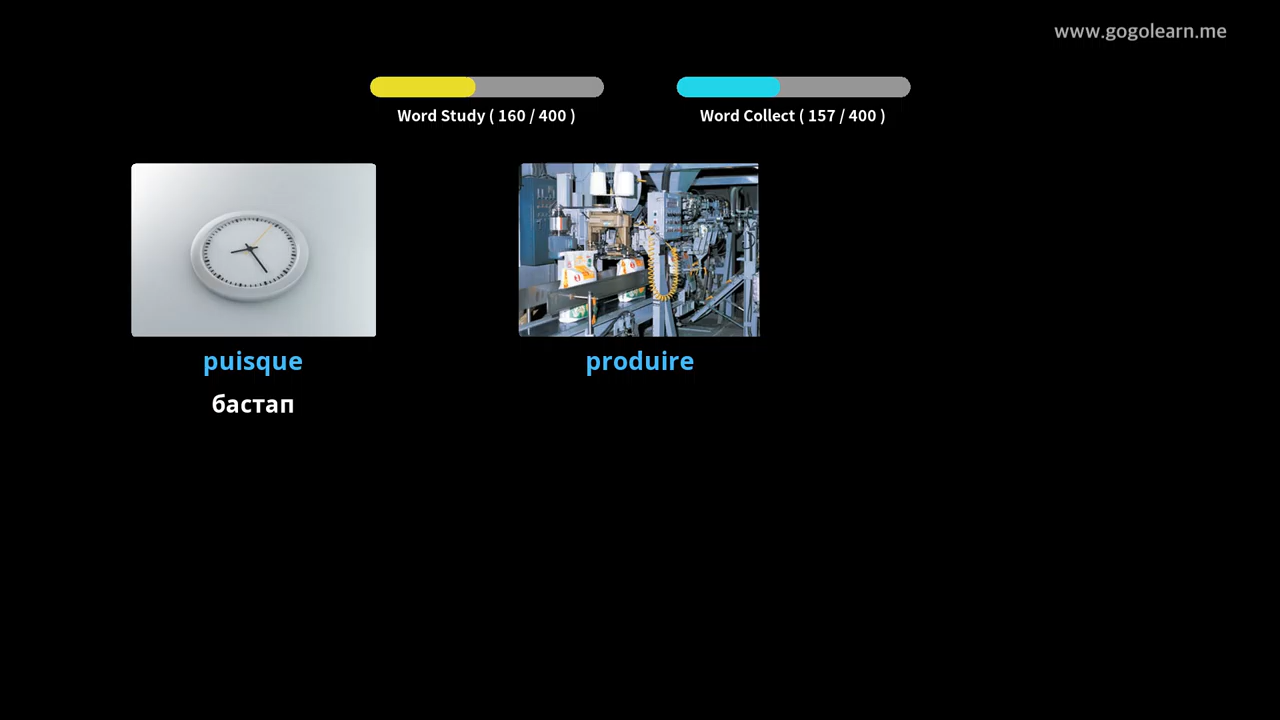 www.gogolearn.me
Word Study ( 160 / 400 )
Word Collect ( 157 / 400 )
puisque
produire
бастап